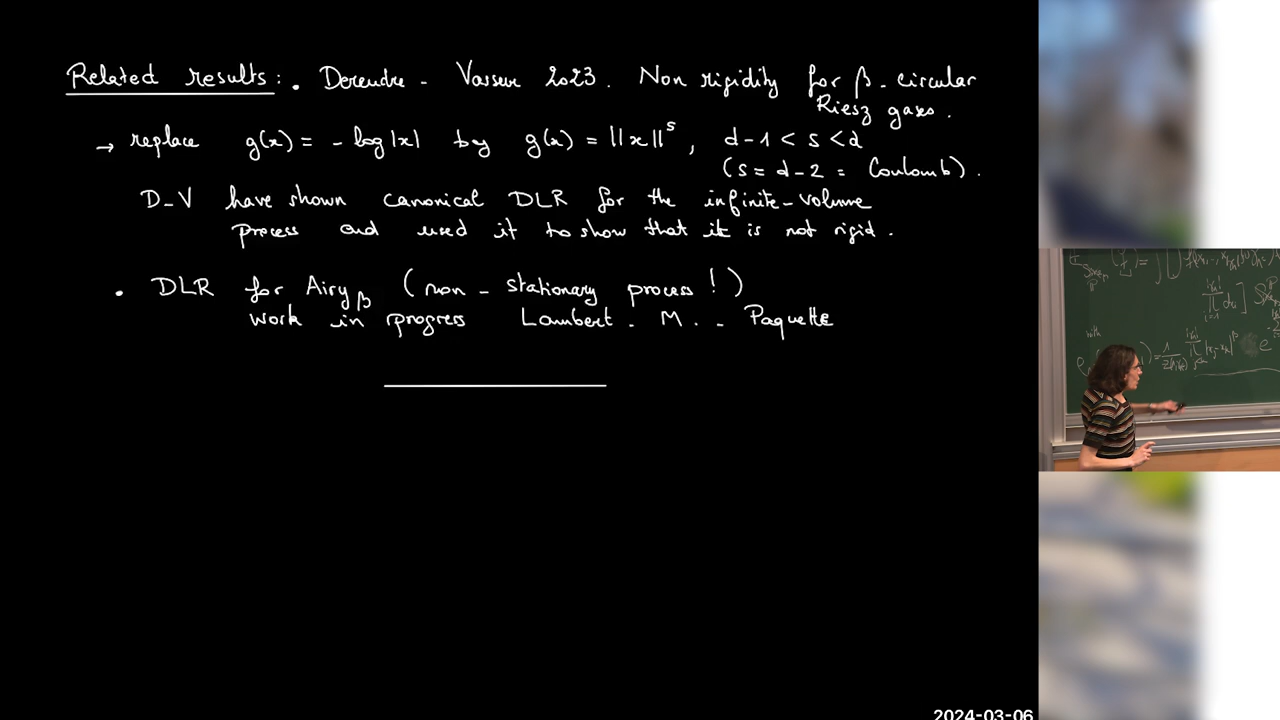 Related results: . Dereudre - Vasseur 2023. Non rigidity for β-circular
Riesz gases.
→ replace g(x) = - log|x| by g(x) = ||x||^s, d-1 < s < d
(s = d-2 = Coulomb).
D-V have shown canonical DLR for the infinite-volume
process and used it to show that it is not rigid.
• DLR for Airy_β (non-stationary process!)
work in progress Lambert. M.. - Paquette
with
2024-03-06